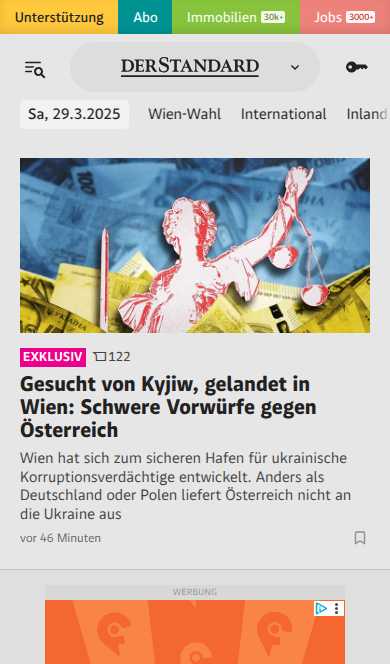 Unterstützung Abo Immobilien 30k+ Jobs 3000+
DERSTANDARD
Sa, 29.3.2025 Wien-Wahl International Inland
EXKLUSIV 122
Gesucht von Kyjiw, gelandet in
Wien: Schwere Vorwürfe gegen
Österreich
Wien hat sich zum sicheren Hafen für ukrainische
Korruptionsverdächtige entwickelt. Anders als
Deutschland oder Polen liefert Österreich nicht an
die Ukraine aus
vor 46 Minuten
WERBUNG